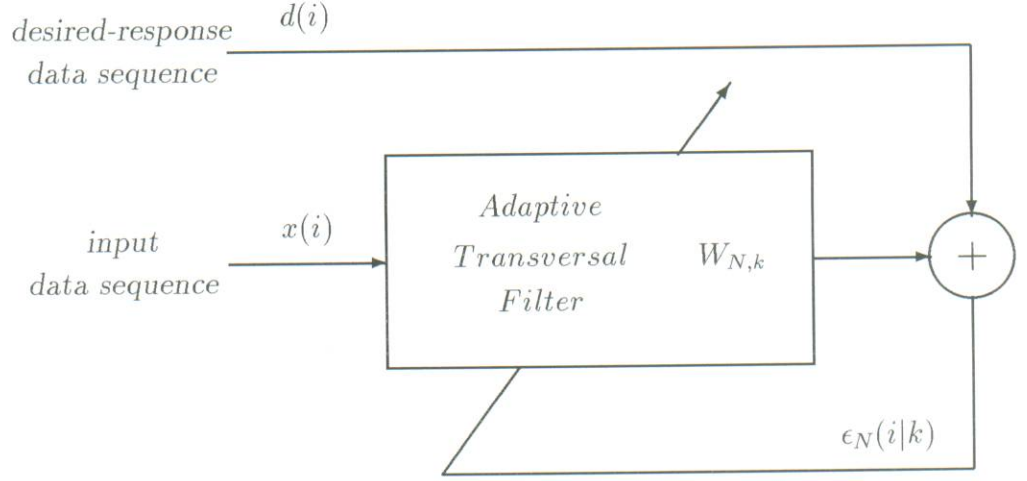 desired-response
data sequence
d(i)
Adaptive
Transversal
Filter
W_{N,k}
input
data sequence
x(i)
+
ϵ_N(i|k)